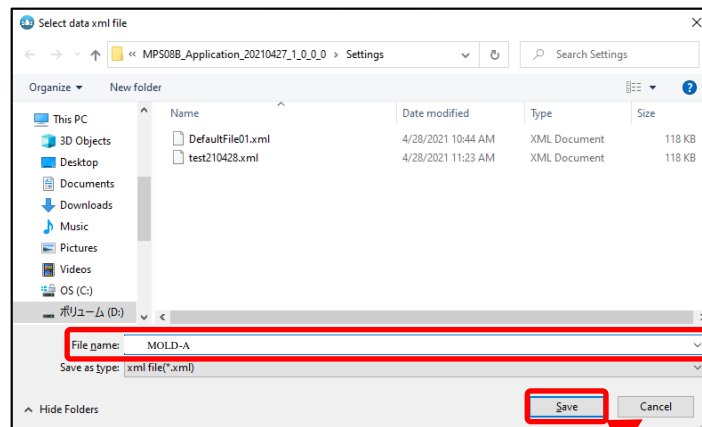 Select data xml file
« MPS08B_Application_20210427_1_0_0_0 › Settings
Search Settings
Organize
New folder
Name Date modified Type Size
This PC
3D Objects
Desktop
Documents
Downloads
Music
Pictures
Videos
OS (C:)
ボリューム (D:)
DefaultFile01.xml 4/28/2021 10:44 AM XML Document 118 KB
test210428.xml 4/28/2021 11:23 AM XML Document 118 KB
File name: MOLD-A
Save as type: xml file(*.xml)
Hide Folders
Save
Cancel